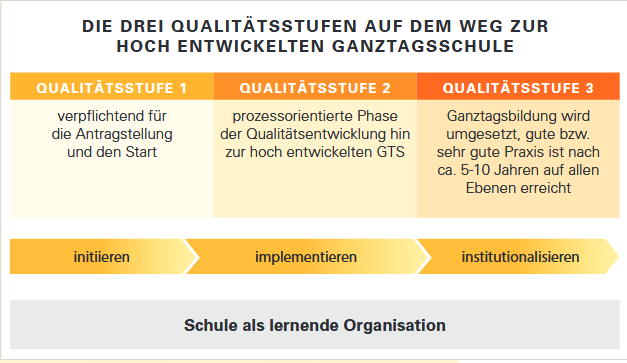 DIE DREI QUALITÄTSSTUFEN AUF DEM WEG ZUR
HOCH ENTWICKELTEN GANZTAGSSCHULE
QUALITÄTSSTUFE 1
verpflichtend für
die Antragstellung
und den Start
QUALITÄTSSTUFE 2
prozessorientierte Phase
der Qualitätsentwicklung hin
zur hoch entwickelten GTS
QUALITÄTSSTUFE 3
Ganztagsbildung wird
umgesetzt, gute bzw.
sehr gute Praxis ist nach
ca. 5-10 Jahren auf allen
Ebenen erreicht
initiieren
implementieren
institutionalisieren
Schule als lernende Organisation